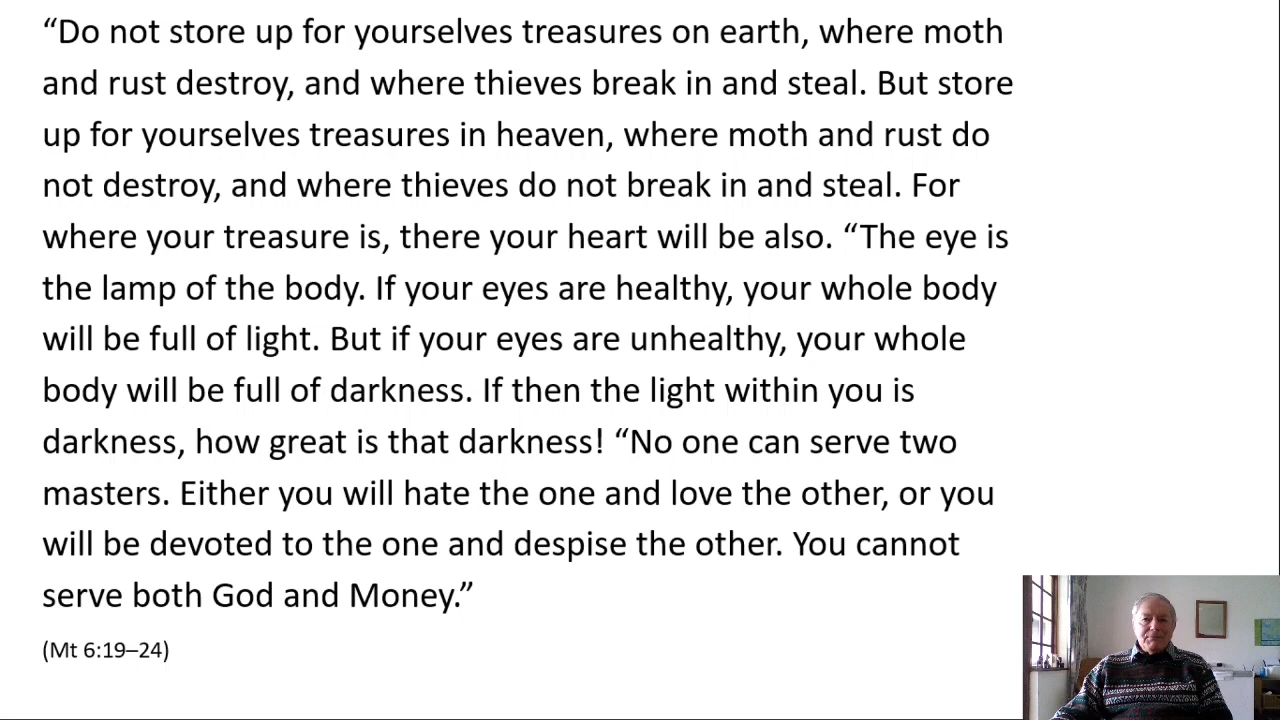 “Do not store up for yourselves treasures on earth, where moth
and rust destroy, and where thieves break in and steal. But store
up for yourselves treasures in heaven, where moth and rust do
not destroy, and where thieves do not break in and steal. For
where your treasure is, there your heart will be also. “The eye is
the lamp of the body. If your eyes are healthy, your whole body
will be full of light. But if your eyes are unhealthy, your whole
body will be full of darkness. If then the light within you is
darkness, how great is that darkness! “No one can serve two
masters. Either you will hate the one and love the other, or you
will be devoted to the one and despise the other. You cannot
serve both God and Money.”
(Mt 6:19–24)